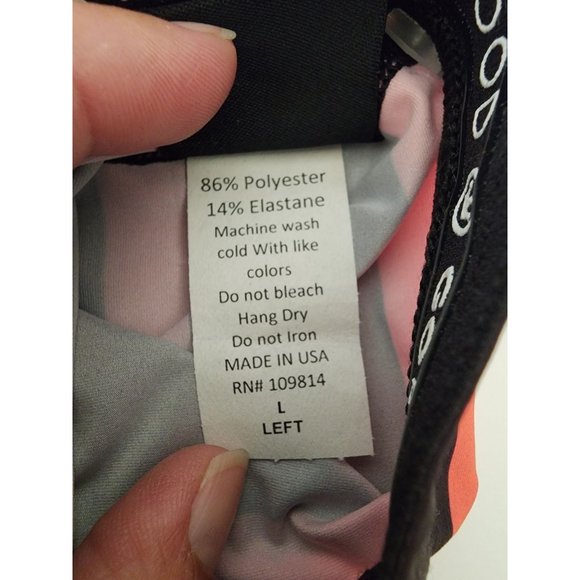 86% Polyester
14% Elastane
Machine wash
cold With like
colors
Do not bleach
Hang Dry
Do not Iron
MADE IN USA
RN# 109814
L
LEFT
®